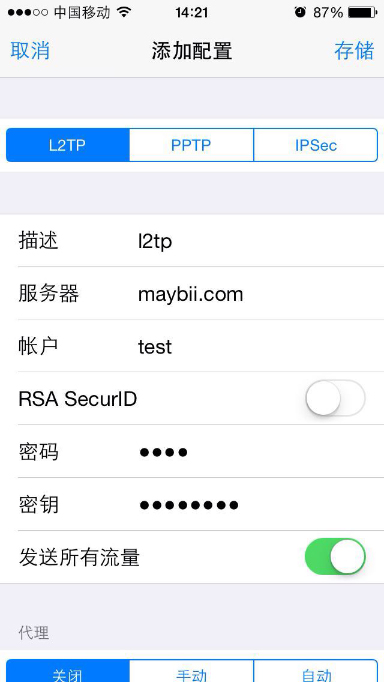 中国移动 14:21 87%
取消 添加配置 存储
L2TP PPTP IPSec
描述 l2tp
服务器 maybii.com
帐户 test
RSA SecurID
密码 ●●●●
密钥 ●●●●●●●●
发送所有流量
代理
关闭 手动 自动